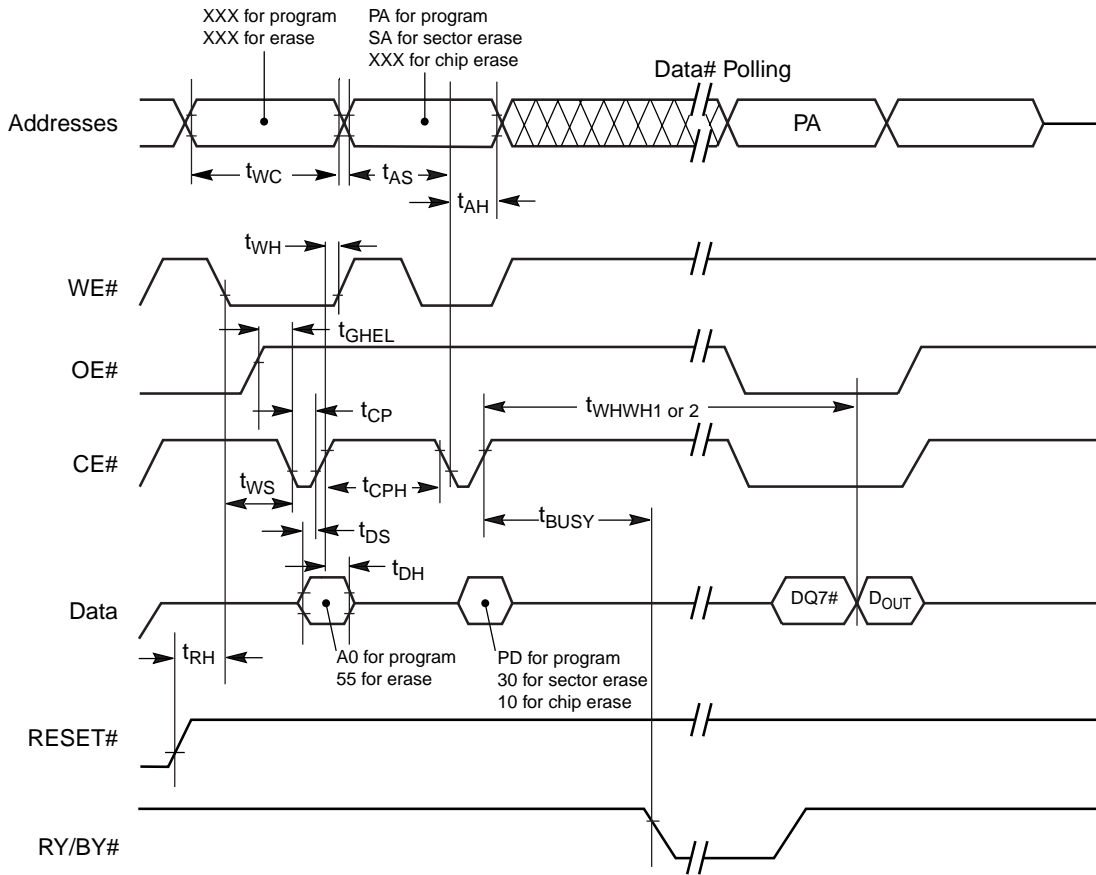 XXX for program
XXX for erase
PA for program
SA for sector erase
XXX for chip erase
Data# Polling
Addresses
PA
tWC
tAS
tAH
tWH
WE#
tGHEL
OE#
tCP
tWHWH1 or 2
CE#
tWS
tCPH
tBUSY
tDS
tDH
Data
DQ7#
DOUT
tRH
A0 for program
55 for erase
PD for program
30 for sector erase
10 for chip erase
RESET#
RY/BY#